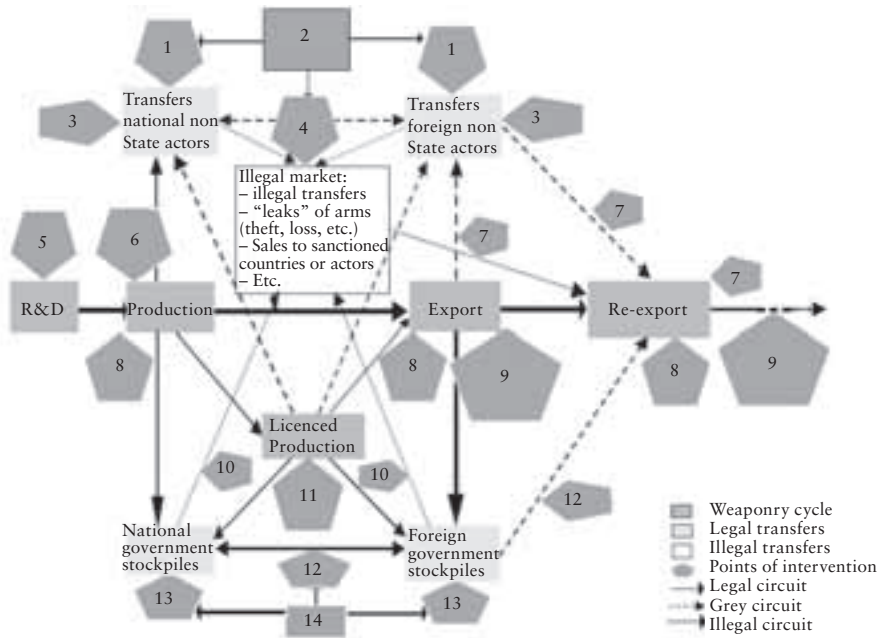 1
2
1
3
Transfers
national non
State actors
4
Transfers
foreign non
State actors
3
Illegal market:
– illegal transfers
– “leaks” of arms
(theft, loss, etc.)
– Sales to sanctioned
countries or actors
– Etc.
5
6
7
7
7
R&D
Production
Export
Re-export
8
8
9
8
9
Licenced
Production
10
11
10
12
National
government
stockpiles
Foreign
government
stockpiles
12
13
13
14
Weaponry cycle
Legal transfers
Illegal transfers
Points of intervention
Legal circuit
Grey circuit
Illegal circuit